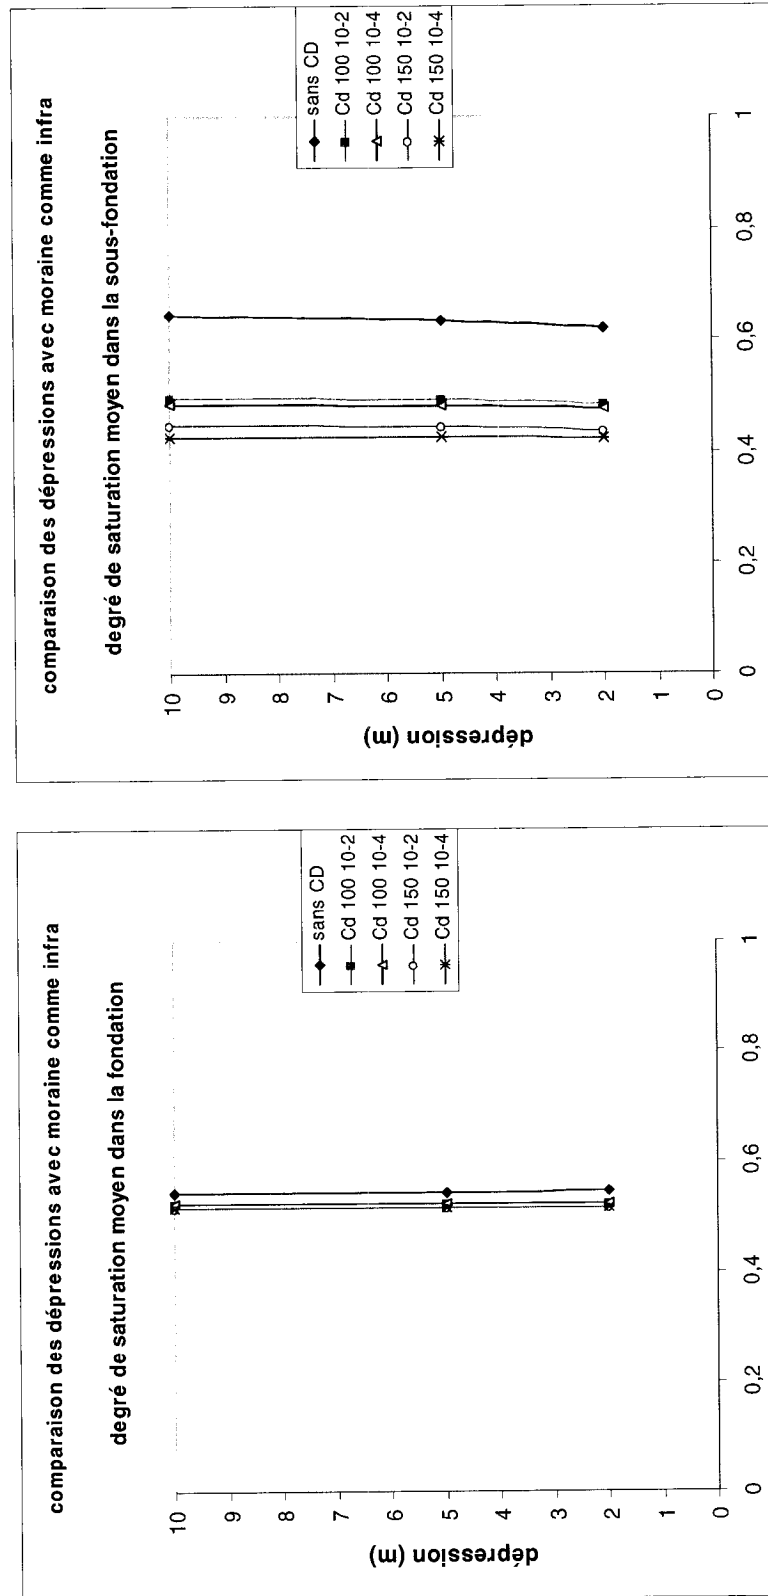 comparaison des dépressions avec moraine comme infra
degré de saturation moyen dans la fondation
dépression (m)
10
9
8
7
6
5
4
3
2
1
0
0
0,2
0,4
0,6
0,8
1
sans CD
Cd 100 10-2
Cd 100 10-4
Cd 150 10-2
Cd 150 10-4
comparaison des dépressions avec moraine comme infra
degré de saturation moyen dans la sous-fondation
dépression (m)
10
9
8
7
6
5
4
3
2
1
0
0
0,2
0,4
0,6
0,8
1
sans CD
Cd 100 10-2
Cd 100 10-4
Cd 150 10-2
Cd 150 10-4